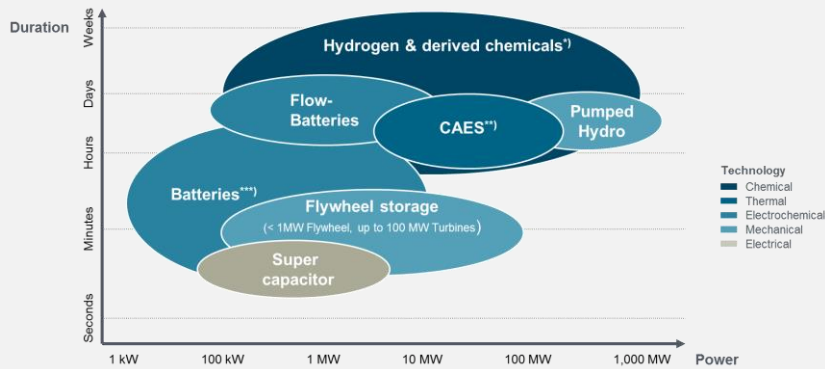 Duration
Weeks
Days
Hours
Minutes
Seconds
Hydrogen & derived chemicals*)
Flow-
Batteries
CAES**)
Pumped
Hydro
Batteries***)
Flywheel storage
(< 1MW Flywheel, up to 100 MW Turbines)
Super
capacitor
Technology
Chemical
Thermal
Electrochemical
Mechanical
Electrical
1 kW
100 kW
1 MW
10 MW
100 MW
1,000 MW
Power